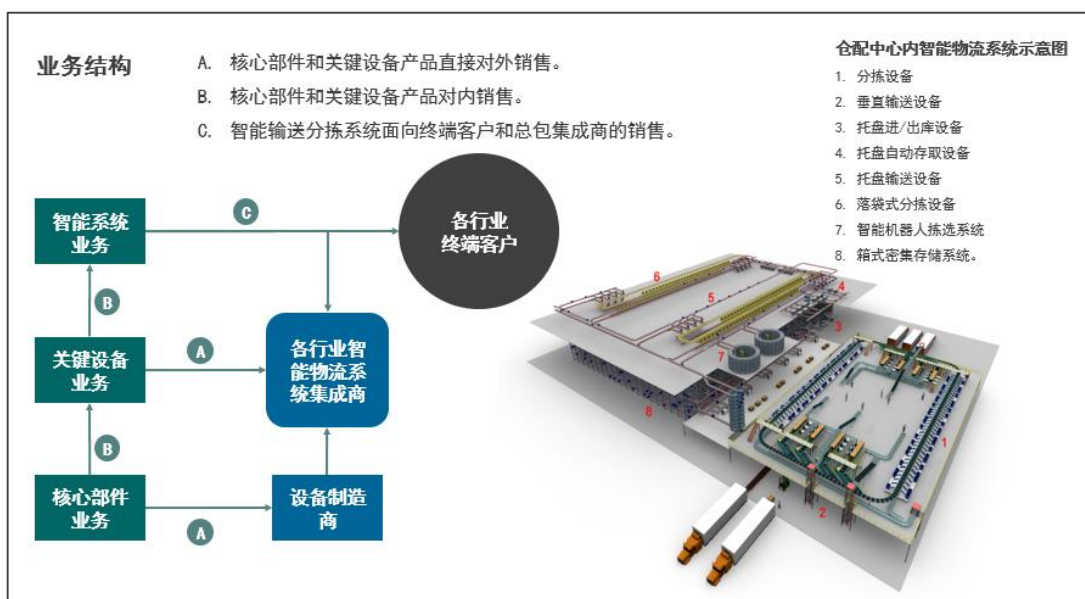 业务结构
A. 核心部件和关键设备产品直接对外销售。
B. 核心部件和关键设备产品对内销售。
C. 智能输送分拣系统面向终端客户和总包集成商的销售。
仓配中心内智能物流系统示意图
1. 分拣设备
2. 垂直输送设备
3. 托盘进/出库设备
4. 托盘自动存取设备
5. 托盘输送设备
6. 落袋式分拣设备
7. 智能机器人拣选系统
8. 箱式密集存储系统。
智能系统
业务
C
各行业
终端客户
B
关键设备
业务
A
各行业智
能物流系
统集成商
B
核心部件
业务
A
设备制造
商
6
5
4
3
7
8
1
2